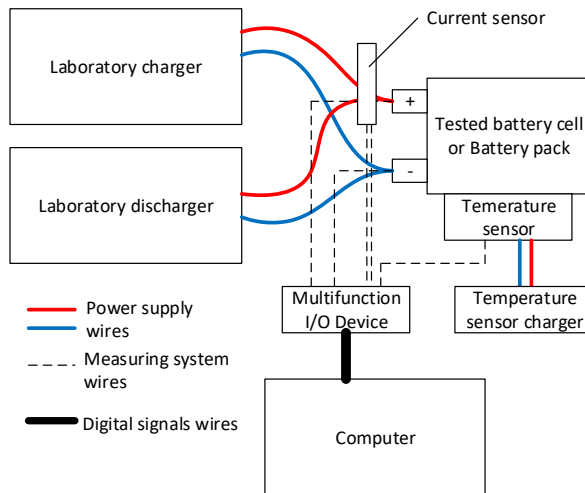 Current sensor
Laboratory charger
+
Tested battery cell
or Battery pack
-
Laboratory discharger
Temerature
sensor
Power supply
wires
Multifunction
I/O Device
Temperature
sensor charger
Measuring system
wires
Digital signals wires
Computer